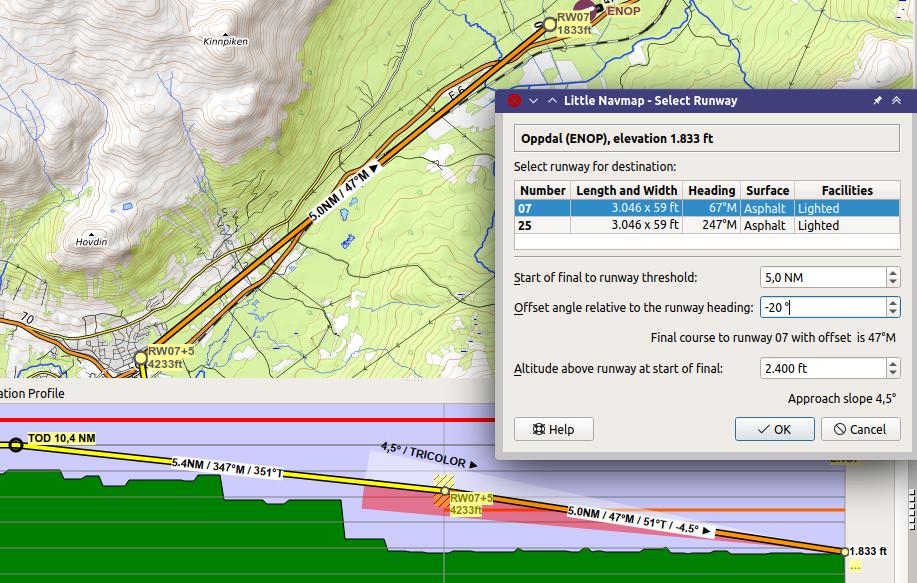 Kinnpiken
RW07
1833ft
ENOP
E 6
5.0NM / 47°M ►
Hovdin
70
RW07+5
4233ft
Little Navmap - Select Runway
Oppdal (ENOP), elevation 1.833 ft
Select runway for destination:
Number Length and Width Heading Surface Facilities
07 3.046 x 59 ft 67°M Asphalt Lighted
25 3.046 x 59 ft 247°M Asphalt Lighted
Start of final to runway threshold: 5,0 NM
Offset angle relative to the runway heading: -20 °
Final course to runway 07 with offset  is 47°M
Altitude above runway at start of final: 2.400 ft
Approach slope 4,5°
Help OK Cancel
ation Profile
TOD 10,4 NM
5.4NM / 347°M / 351°T
4,5° / TRICOLOR ►
RW07+5
4233ft
5.0NM / 47°M / 51°T / -4.5° ►
1.833 ft
...